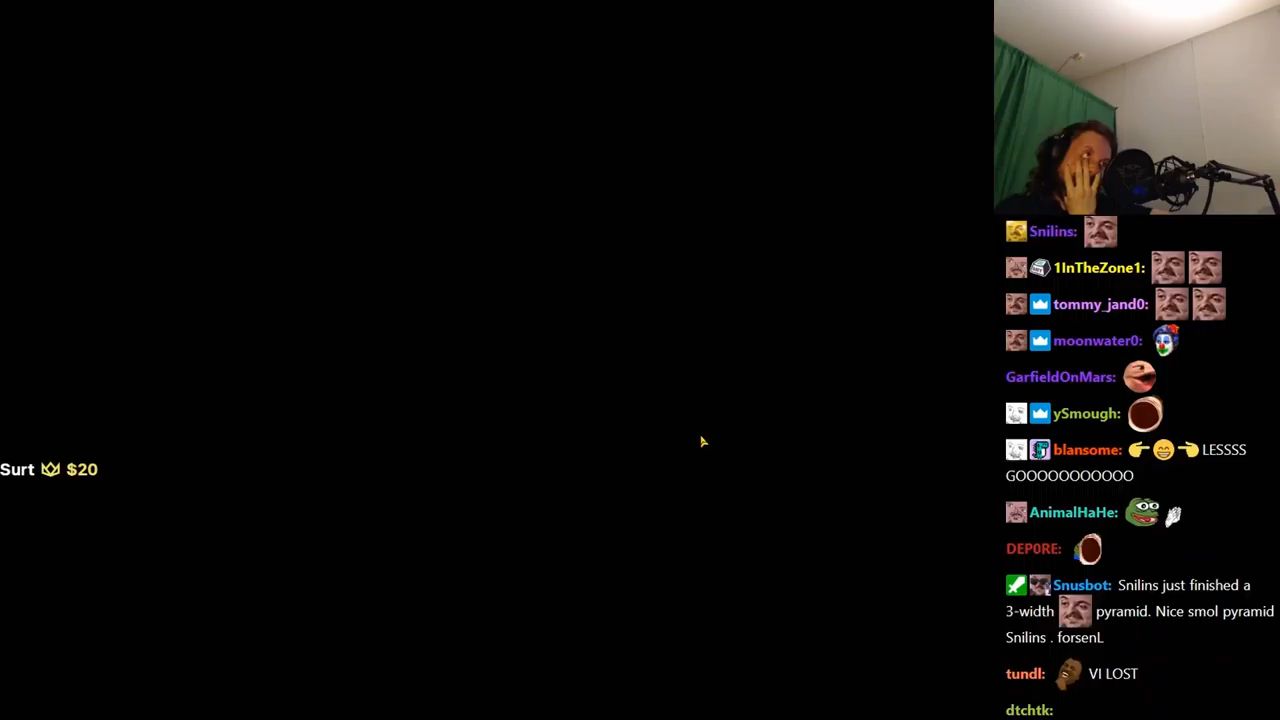 Snilins:
1InTheZone1:
tommy_jand0:
moonwater0:
GarfieldOnMars:
ySmough:
blansome: LESSSS
GOOOOOOOOOOO
Surt $20
AnimalHaHe:
DEP0RE:
Snusbot: Snilins just finished a
3-width pyramid. Nice smol pyramid
Snilins . forsenL
tundl: VI LOST
dtchtk: